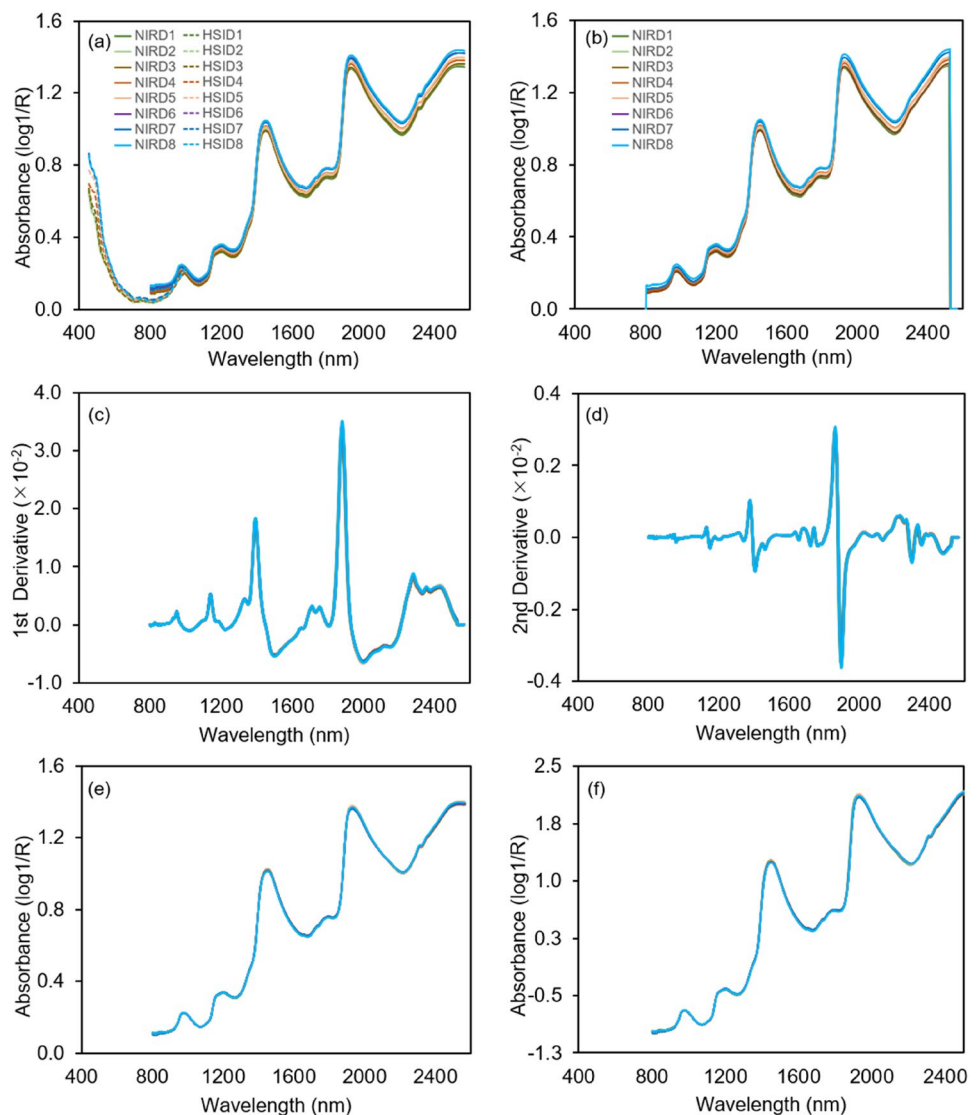 (a)
NIRD1 HSID1
NIRD2 HSID2
NIRD3 HSID3
NIRD4 HSID4
NIRD5 HSID5
NIRD6 HSID6
NIRD7 HSID7
NIRD8 HSID8
1.6
1.2
0.8
0.4
0.0
Absorbance (log1/R)
400 800 1200 1600 2000 2400
Wavelength (nm)
(b)
NIRD1
NIRD2
NIRD3
NIRD4
NIRD5
NIRD6
NIRD7
NIRD8
1.6
1.2
0.8
0.4
0.0
Absorbance (log1/R)
400 800 1200 1600 2000 2400
Wavelength (nm)
(c)
4.0
3.0
2.0
1.0
0.0
-1.0
1st Derivative (×10⁻²)
400 800 1200 1600 2000 2400
Wavelength (nm)
(d)
0.4
0.2
0.0
-0.2
-0.4
2nd Derivative (×10⁻²)
400 800 1200 1600 2000 2400
Wavelength (nm)
(e)
1.6
1.2
0.8
0.4
0.0
Absorbance (log1/R)
400 800 1200 1600 2000 2400
Wavelength (nm)
(f)
2.5
1.8
1.0
0.3
-0.5
-1.3
Absorbance (log1/R)
400 800 1200 1600 2000 2400
Wavelength (nm)